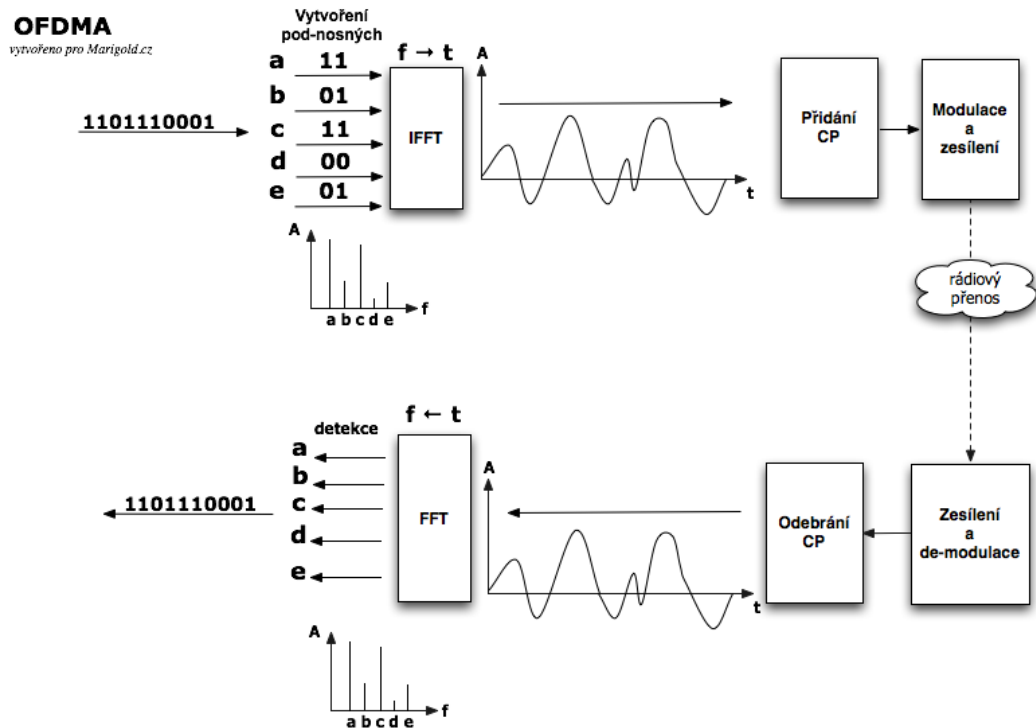 OFDMA
vytvořeno pro Marigold.cz
Vytvoření
pod-nosných
f → t
a 11
b 01
c 11
d 00
e 01
1101110001
IFFT
A
t
Přidání
CP
Modulace
a
zesílení
A
a b c d e
f
rádiový
přenos
f ← t
detekce
a
b
c
d
e
1101110001
FFT
A
t
Odebrání
CP
Zesílení
a
de-modulace
A
a b c d e
f